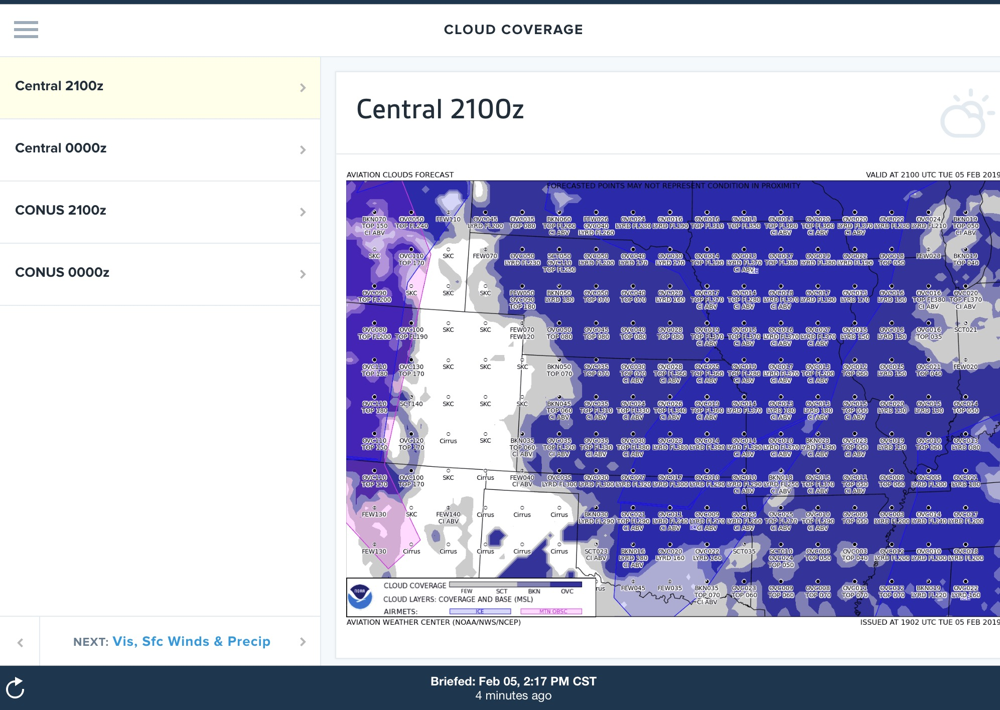 CLOUD COVERAGE
Central 2100z
Central 0000z
CONUS 2100z
CONUS 0000z
Central 2100z
AVIATION CLOUDS FORECAST
VALID AT 2100 UTC TUE 05 FEB 2019
FORECASTED POINTS MAY NOT REPRESENT CONDITION IN PROXIMITY
BKN070 OVC050 FEW110 OVC045 OVC035 BKN060 FEW026 OVC024 OVC016 OVC016 OVC013 OVC013 OVC020 OVC020 OVC022 OVC024 BKN019
TOP 150 TOP FL240 LYRD FL200 TOP 080 TOP FL260 OVC040 LYRD FL230 LYRD FL190 TOP FL310 TOP FL350 TOP FL360 TOP FL360 LYRD FL370 LYRD FL230 LYRD FL210 TOP 050
CI ABV CI ABV LYRD FL260 CI ABV CI ABV CI ABV CI ABV
SKC OVC110 SKC FEW070 OVC050 SCT050 OVC050 OVC040 OVC030 OVC014 OVC013 OVC017 OVC019 OVC022 OVC018 FEW023 BKN019
TOP 170 LYRD FL230 OVC110 LYRD FL200 LYRD 170 LYRD 170 TOP FL190 LYRD FL370 TOP FL380 LYRD FL380 LYRD FL190 TOP 050 TOP 040
TOP FL250 CI ABV
OVC090 SKC SKC SKC FEW050 BKN050 OVC050 OVC040 OVC029 OVC017 OVC014 OVC018 OVC017 OVC013 OVC016 OVC016 OVC020
TOP FL200 OVC090 LYRD 180 TOP 070 TOP 070 LYRD 160 TOP FL270 TOP FL280 LYRD FL370 LYRD FL190 LYRD 170 LYRD 150 TOP FL380 TOP FL370
TOP 180 CI ABV CI ABV CI ABV CI ABV CI ABV
OVC080 OVC100 SKC SKC FEW070 OVC050 OVC045 OVC040 OVC028 OVC019 OVC015 OVC016 OVC027 OVC015 OVC016 OVC016 SCT021
TOP FL200 TOP FL190 FEW120 TOP 080 TOP 080 TOP 080 TOP 080 TOP FL370 TOP FL370 LYRD FL370 LYRD FL370 LYRD 150 LYRD 130 TOP 035
CI ABV CI ABV CI ABV CI ABV
OVC110 OVC130 SKC SKC SKC BKN050 OVC035 OVC030 OVC028 OVC025 OVC019 OVC017 OVC013 OVC012 OVC015 OVC021 FEW020
TOP 180 TOP 170 TOP 070 TOP 070 TOP 070 TOP FL360 TOP FL360 TOP FL280 LYRD FL370 TOP FL200 TOP 060 LYRD 150 TOP 040
CI ABV CI ABV CI ABV CI ABV CI ABV CI ABV
OVC110 SCT140 SKC SKC SKC BKN045 OVC035 OVC024 OVC026 OVC019 OVC014 OVC013 OVC013 OVC015 OVC020 OVC015 OVC014
TOP 180 TOP 060 TOP FL310 TOP FL330 TOP FL340 TOP FL360 LYRD FL370 LYRD 180 LYRD 180 TOP 050 LYRD 130 LYRD 130 TOP 050
CI ABV CI ABV CI ABV CI ABV CI ABV CI ABV CI ABV CI ABV
OVC110 OVC120 Cirrus SKC BKN035 OVC035 OVC035 OVC030 OVC023 OVC014 OVC014 OVC010 BKN023 OVC023 OVC019 OVC010 OVC013
TOP 150 TOP 170 TOP 060 TOP FL320 TOP FL330 TOP FL380 LYRD FL380 LYRD FL390 LYRD FL390 LYRD FL370 LYRD FL390 TOP 050 LYRD 130 TOP 060 LYRD 080
CI ABV CI ABV CI ABV CI ABV CI ABV CI ABV CI ABV CI ABV
OVC110 OVC100 SKC Cirrus FEW040 OVC035 OVC030 OVC027 OVC017 OVC010 OVC010 BKN018 OVC015 OVC011 OVC009 OVC005 OVC021
TOP 170 TOP 170 CI ABV LYRD FL300 LYRD FL300 LYRD FL320 LYRD FL300 LYRD FL290 LYRD FL290 LYRD FL250 TOP FL370 TOP 050 TOP 060 LYRD FL200 LYRD 180
CI ABV CI ABV CI ABV CI ABV
FEW130 SKC FEW140 Cirrus Cirrus Cirrus BKN030 OVC021 OVC011 OVC009 OVC025 OVC025 OVC010 OVC005 OVC003 OVC014 OVC017
CI ABV LYRD FL290 TOP FL290 LYRD FL240 LYRD FL270 LYRD FL260 TOP FL270 TOP FL290 TOP 050 LYRD FL200 LYRD FL240 LYRD FL200
CI ABV CI ABV CI ABV CI ABV CI ABV CI ABV
FEW130 Cirrus Cirrus Cirrus Cirrus Cirrus SCT023 BKN016 OVC020 OVC022 SCT035 SCT010 OVC005 OVC003 OVC012 OVC010 OVC018
CI ABV LYRD 180 LYRD 160 LYRD 160 OVC024 TOP 050 TOP 040 LYRD FL200 LYRD FL200 LYRD FL200
CI ABV TOP 050
rus FEW045 FEW035 BKN035 OVC023 OVC009 OVC008 OVC011 OVC012 BKN019 OVC022
TOP 070 TOP 060 TOP 060 TOP 070 TOP 070 TOP 070 LYRD FL220 LYRD 160
CI ABV
NOAA
CLOUD COVERAGE
FEW SCT BKN OVC
CLOUD LAYERS: COVERAGE AND BASE (MSL)
AIRMETS: ICE MTN OBSC
AVIATION WEATHER CENTER (NOAA/NWS/NCEP)
ISSUED AT 1902 UTC TUE 05 FEB 2019
NEXT: Vis, Sfc Winds & Precip
Briefed: Feb 05, 2:17 PM CST
4 minutes ago